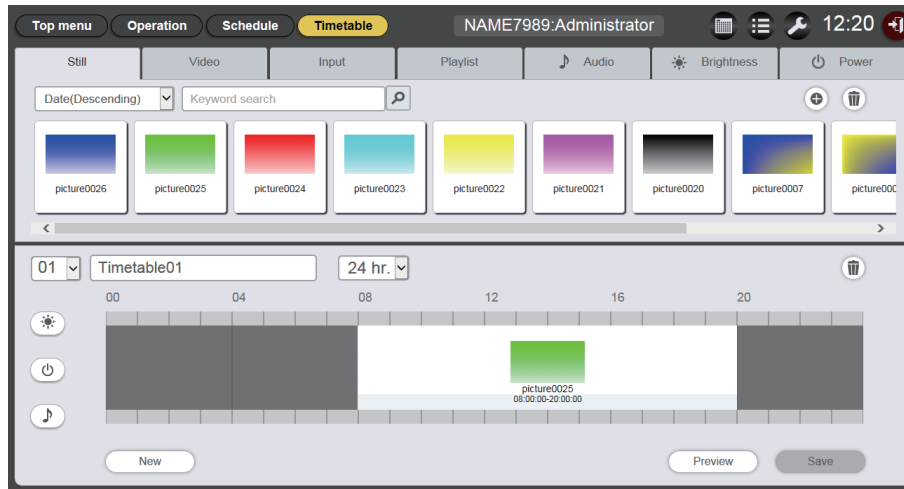 Top menu Operation Schedule Timetable NAME7989:Administrator 12:20
Still Video Input Playlist Audio Brightness Power
Date(Descending) Keyword search
picture0026 picture0025 picture0024 picture0023 picture0022 picture0021 picture0020 picture0007 picture000
01 Timetable01 24 hr.
00 04 08 12 16 20
picture0025
08:00:00-20:00:00
New Preview Save